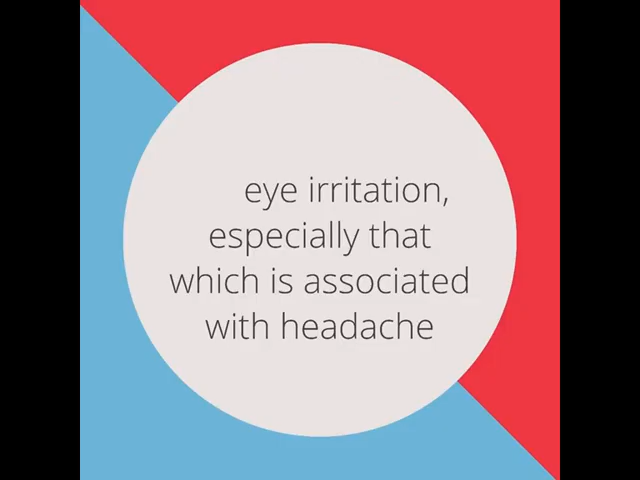 eye irritation,
especially that
which is associated
with headache